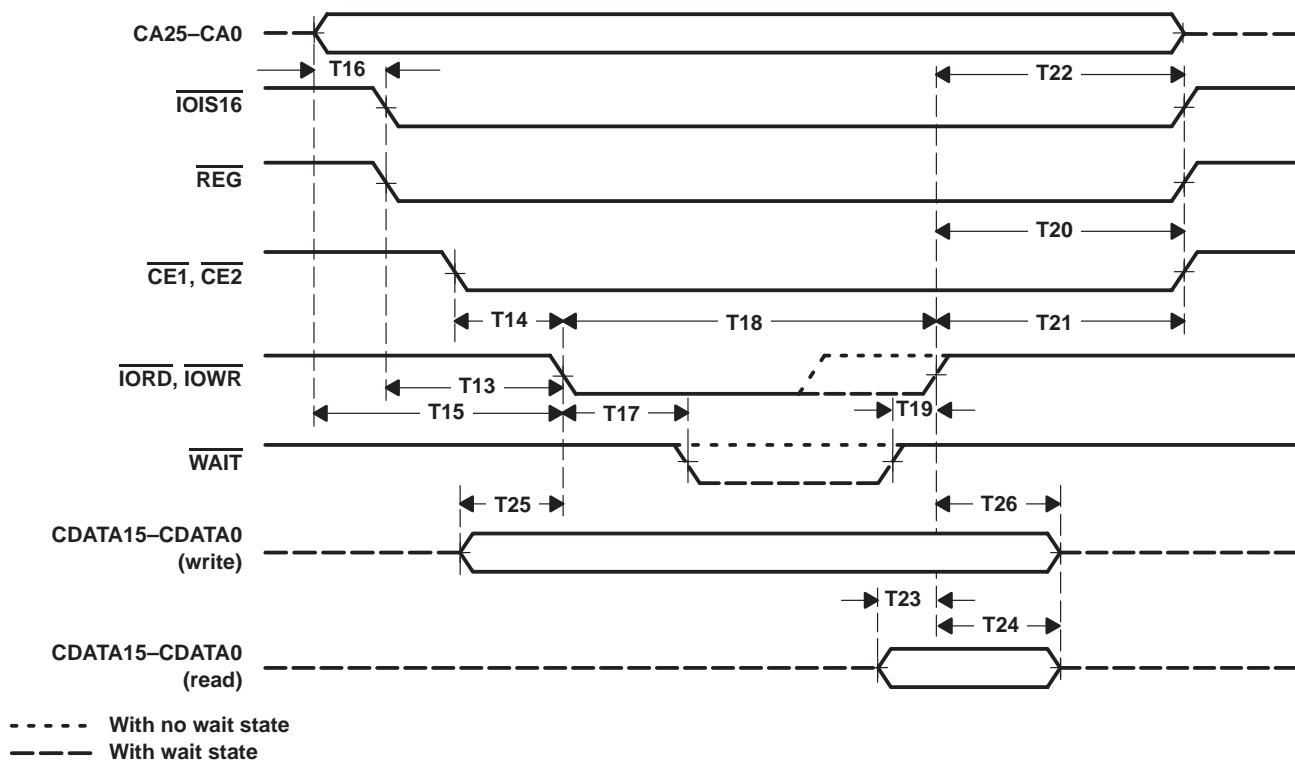 CA25–CA0
T16
T22
IOIS16
REG
T20
CE1, CE2
T14
T18
T21
IORD, IOWR
T13
T19
T15
T17
WAIT
T25
T26
CDATA15–CDATA0
(write)
T23
T24
CDATA15–CDATA0
(read)
With no wait state
With wait state